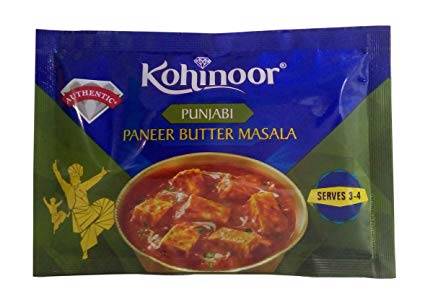 Kohinoor®
AUTHENTIC*
PUNJABI
PANEER BUTTER MASALA
SERVES 3-4